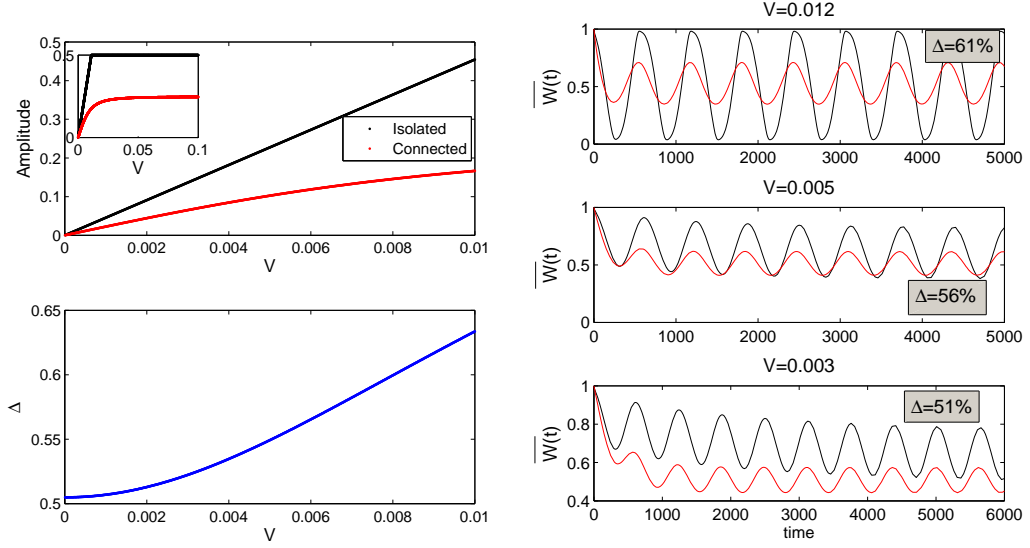 0.5
0.4
0.3
0.2
0.1
0
Amplitude
0 0.002 0.004 0.006 0.008 0.01
V
0.5
0
0 0.05 0.1
V
Isolated
Connected
0.65
0.6
0.55
0.5
Δ
0 0.002 0.004 0.006 0.008 0.01
V
V=0.012
1
0.5
0
W(t)
Δ=61%
0 1000 2000 3000 4000 5000
V=0.005
1
0.5
0
W(t)
Δ=56%
0 1000 2000 3000 4000 5000
V=0.003
1
0.8
0.6
0.4
W(t)
Δ=51%
0 1000 2000 3000 4000 5000 6000
time